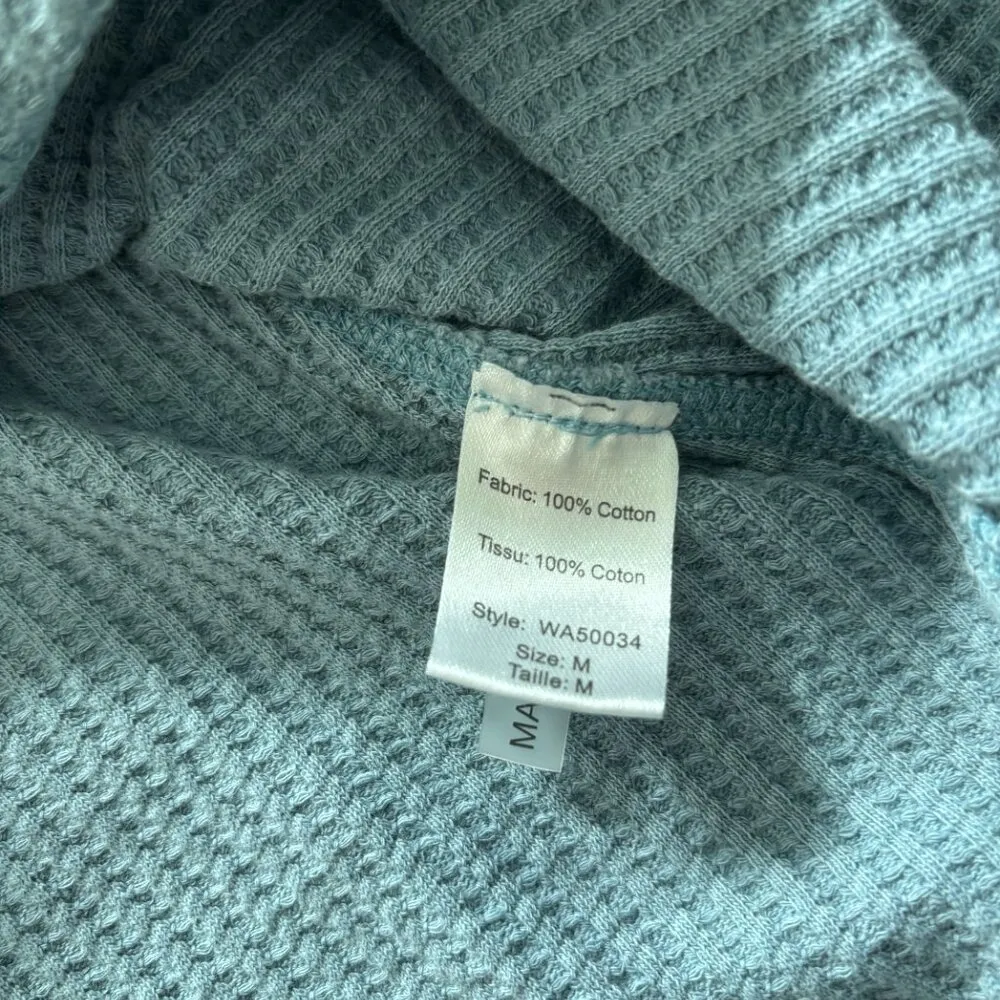 Fabric: 100% Cotton
Tissu: 100% Coton
Style: WA50034
Size: M
Taille: M
MA